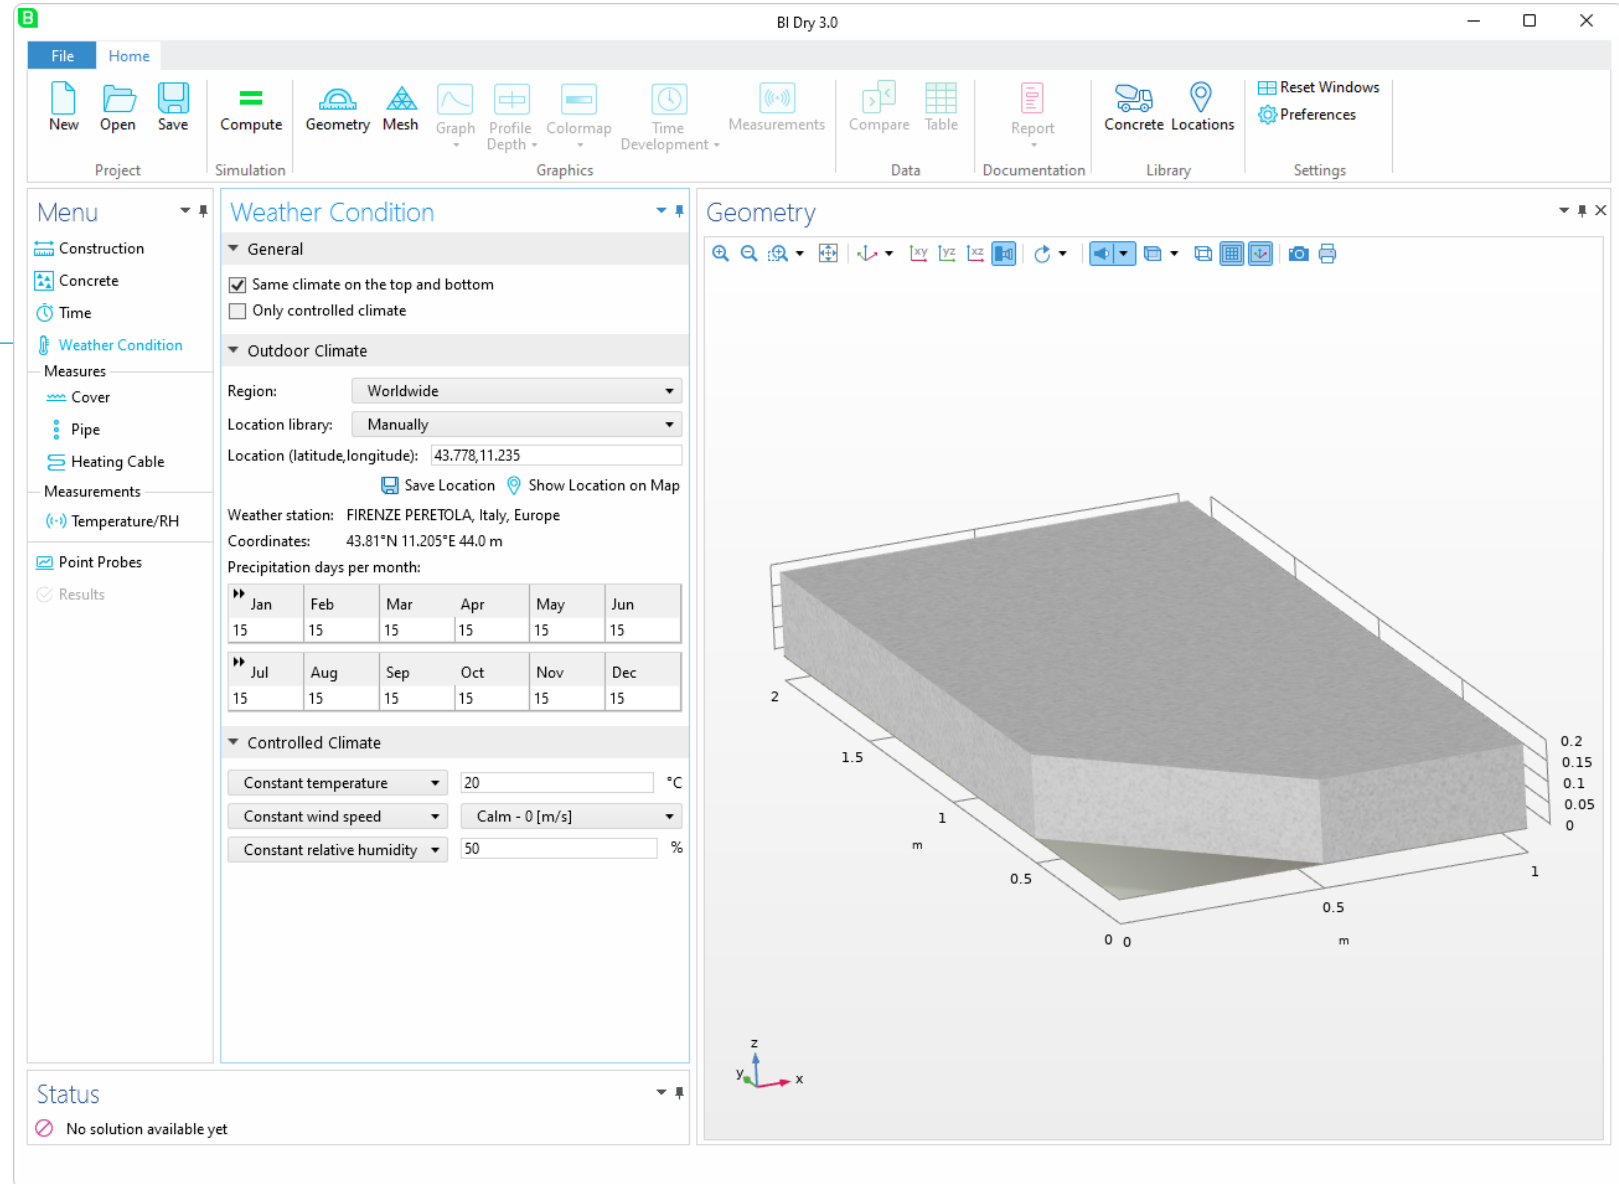 B
BI Dry 3.0
File Home
New Open Save Compute Geometry Mesh Graph Profile Depth Colormap Time Development Measurements Compare Table Report Concrete Locations
Reset Windows
Preferences
Project Simulation Graphics Data Documentation Library Settings
Menu
Construction
Concrete
Time
Weather Condition
Measures
Cover
Pipe
Heating Cable
Measurements
Temperature/RH
Point Probes
Results
Weather Condition
General
Same climate on the top and bottom
Only controlled climate
Outdoor Climate
Region: Worldwide
Location library: Manually
Location (latitude,longitude): 43.778,11.235
Save Location Show Location on Map
Weather station: FIRENZE PERETOLA, Italy, Europe
Coordinates: 43.81°N 11.205°E 44.0 m
Precipitation days per month:
Jan Feb Mar Apr May Jun
15 15 15 15 15 15
Jul Aug Sep Oct Nov Dec
15 15 15 15 15 15
Controlled Climate
Constant temperature 20 °C
Constant wind speed Calm - 0 [m/s]
Constant relative humidity 50 %
Geometry
xy yz xz
2
1.5
1
m
0.5
0 0
0.5
m
1
0.2
0.15
0.1
0.05
0
z
y x
Status
No solution available yet